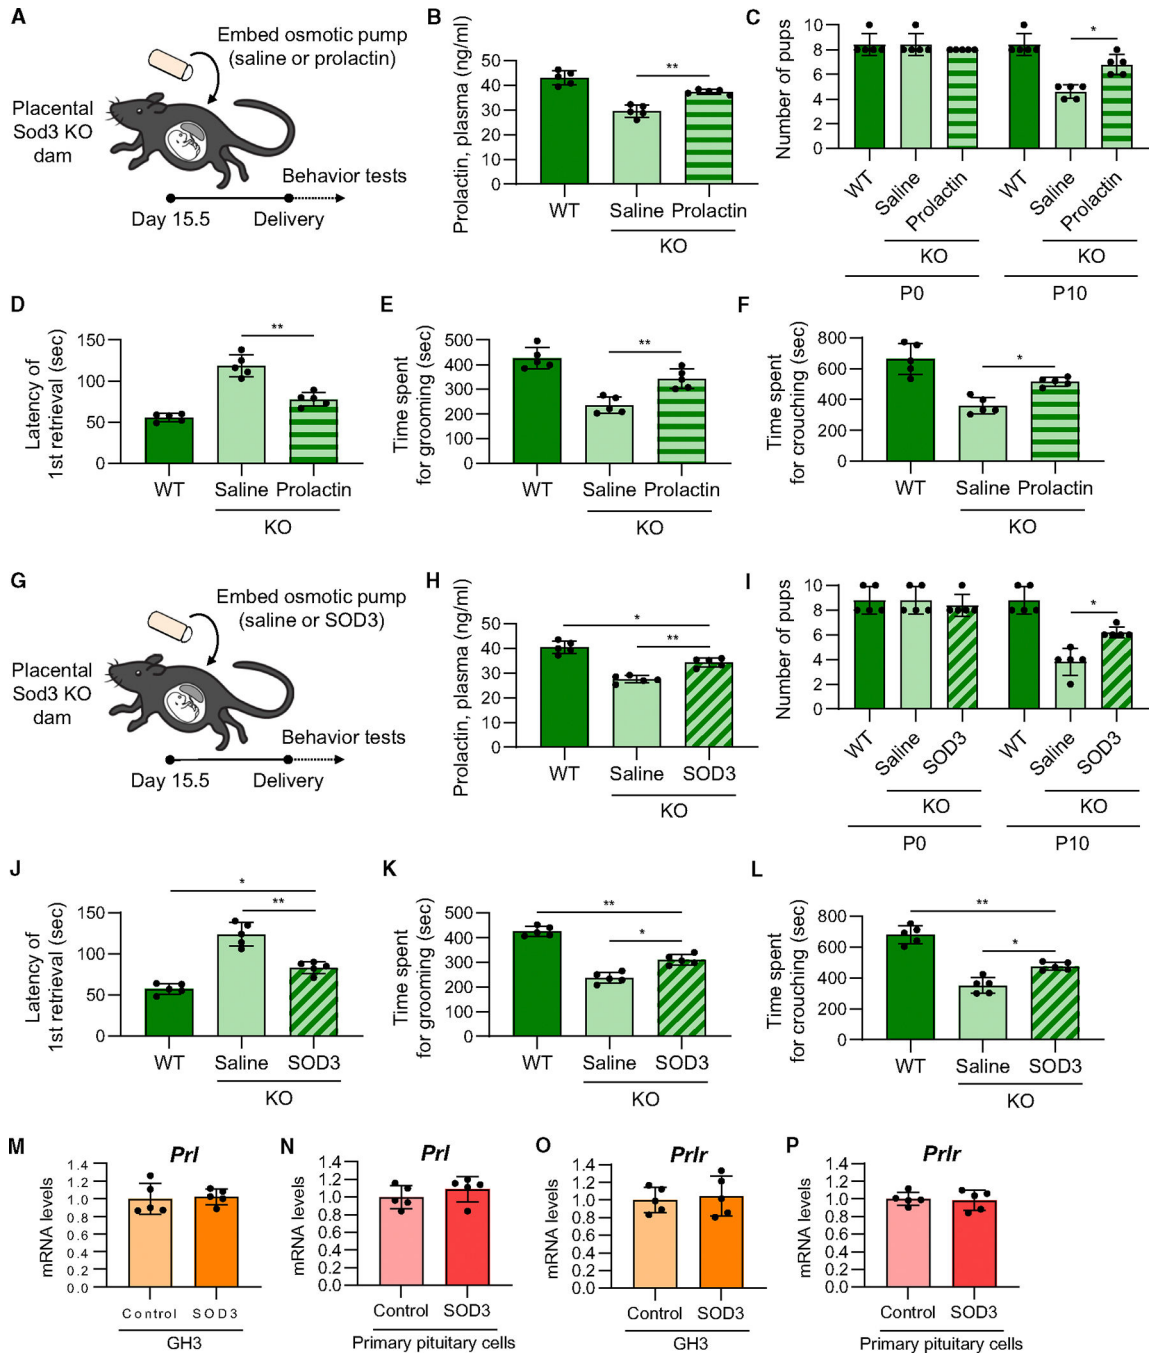 A
Embed osmotic pump
(saline or prolactin)
Placental
Sod3 KO
dam
Behavior tests
Day 15.5
Delivery
B
Prolactin, plasma (ng/ml)
50
40
30
20
10
0
**
WT
Saline Prolactin
KO
C
Number of pups
10
8
6
4
2
0
*
WT
Saline
Prolactin
WT
Saline
Prolactin
KO
KO
P0
P10
D
Latency of
1st retrieval (sec)
150
100
50
0
**
WT
Saline Prolactin
KO
E
Time spent
for grooming (sec)
500
400
300
200
100
0
**
WT
Saline Prolactin
KO
F
Time spent
for crouching (sec)
800
600
400
200
0
*
WT
Saline Prolactin
KO
G
Embed osmotic pump
(saline or SOD3)
Placental
Sod3 KO
dam
Behavior tests
Day 15.5
Delivery
H
Prolactin, plasma (ng/ml)
50
40
30
20
10
0
*
**
WT
Saline
SOD3
KO
I
Number of pups
10
8
6
4
2
0
*
WT
Saline
SOD3
WT
Saline
SOD3
KO
KO
P0
P10
J
Latency of
1st retrieval (sec)
150
100
50
0
*
**
WT
Saline
SOD3
KO
K
Time spent
for grooming (sec)
500
400
300
200
100
0
**
*
WT
Saline
SOD3
KO
L
Time spent
for crouching (sec)
800
600
400
200
0
**
*
WT
Saline
SOD3
KO
M
Prl
mRNA levels
1.4
1.2
1.0
0.8
0.6
0.4
0.2
0.0
Control
SOD3
GH3
N
Prl
mRNA levels
1.4
1.2
1.0
0.8
0.6
0.4
0.2
0.0
Control
SOD3
Primary pituitary cells
O
Prlr
mRNA levels
1.4
1.2
1.0
0.8
0.6
0.4
0.2
0.0
Control
SOD3
GH3
P
Prlr
mRNA levels
1.4
1.2
1.0
0.8
0.6
0.4
0.2
0.0
Control
SOD3
Primary pituitary cells